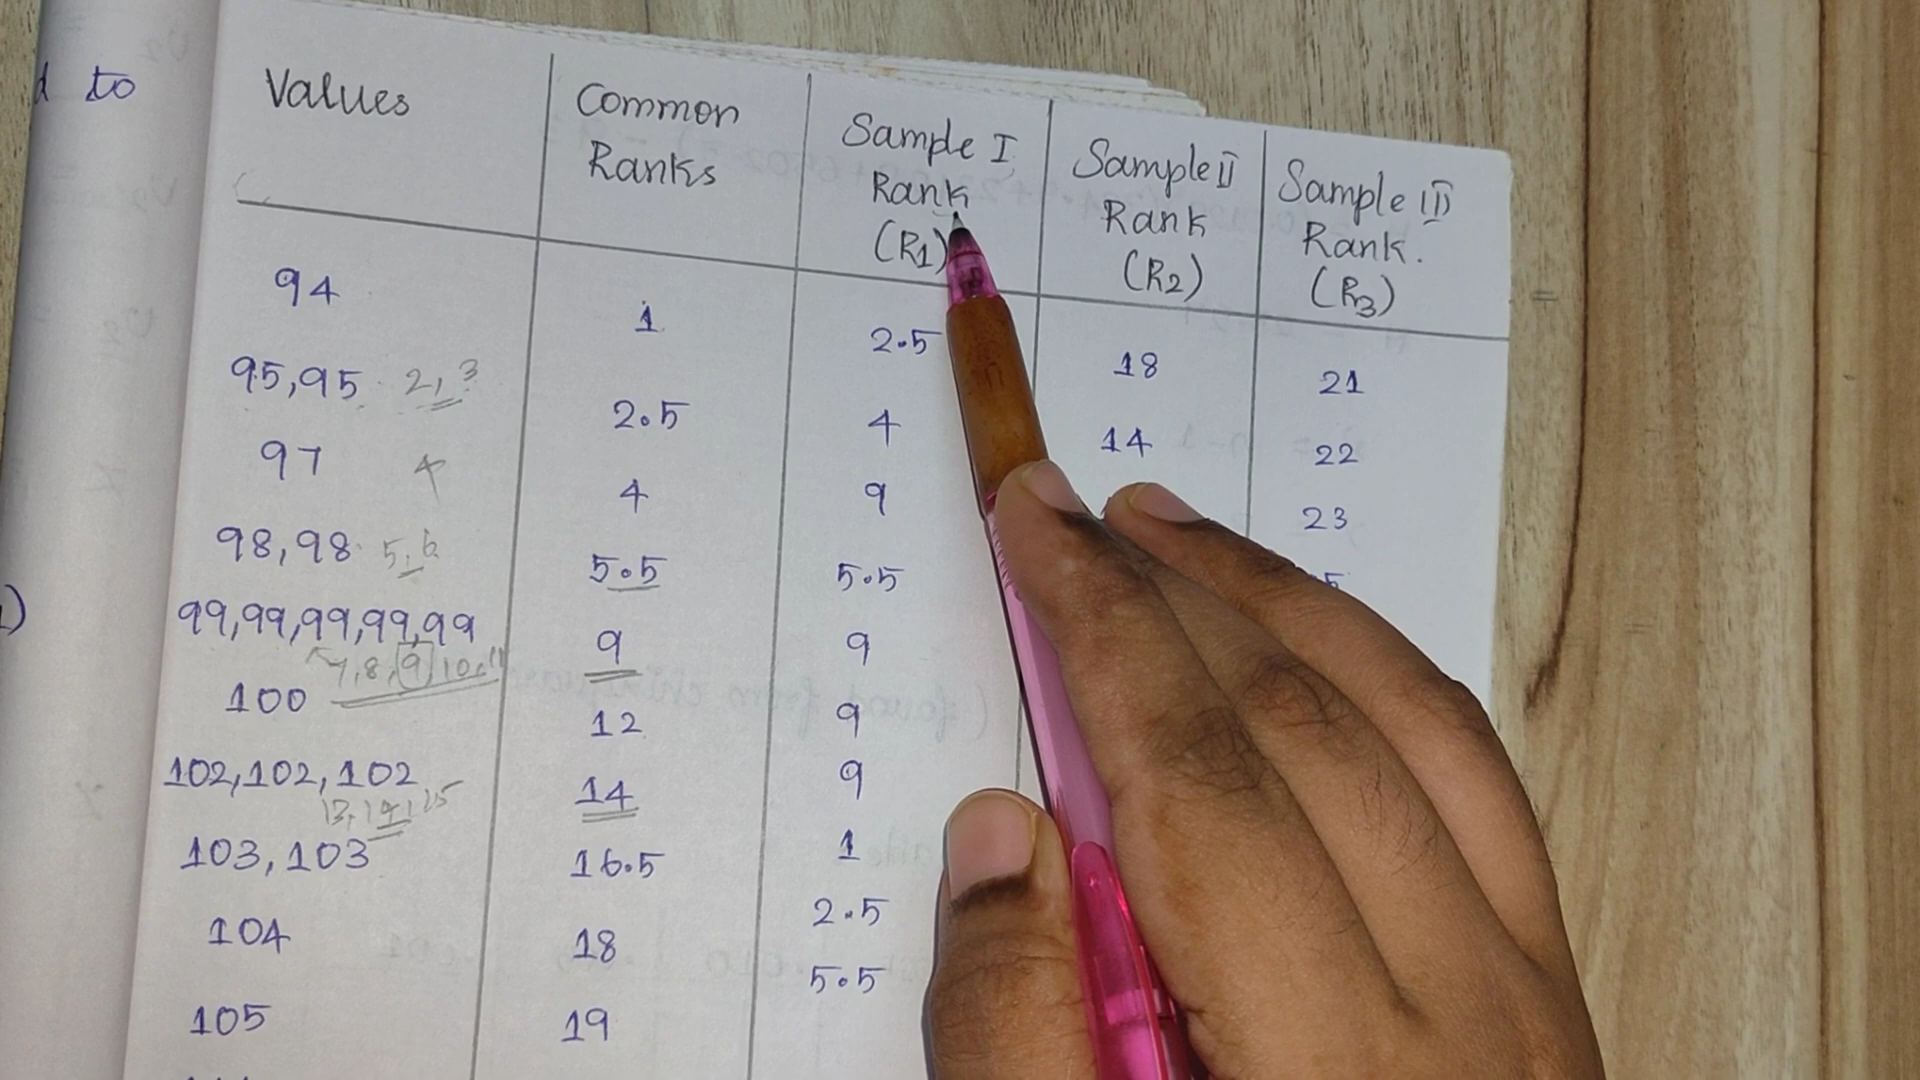 d to
Values
Common
Ranks
Sample I
Rank
(R1)
Sample II
Rank
(R2)
Sample III
Rank.
(R3)
94
1
2.5
18
21
95,95 2,3
2.5
4
14
22
97 4
4
9
23
98,98 5,6
5.5
5.5
99,99,99,99,99
7,8,9,10,11
9
9
100
12
9
102,102,102
13,14,15
14
9
103,103
16.5
1
104
18
2.5
105
19
5.5